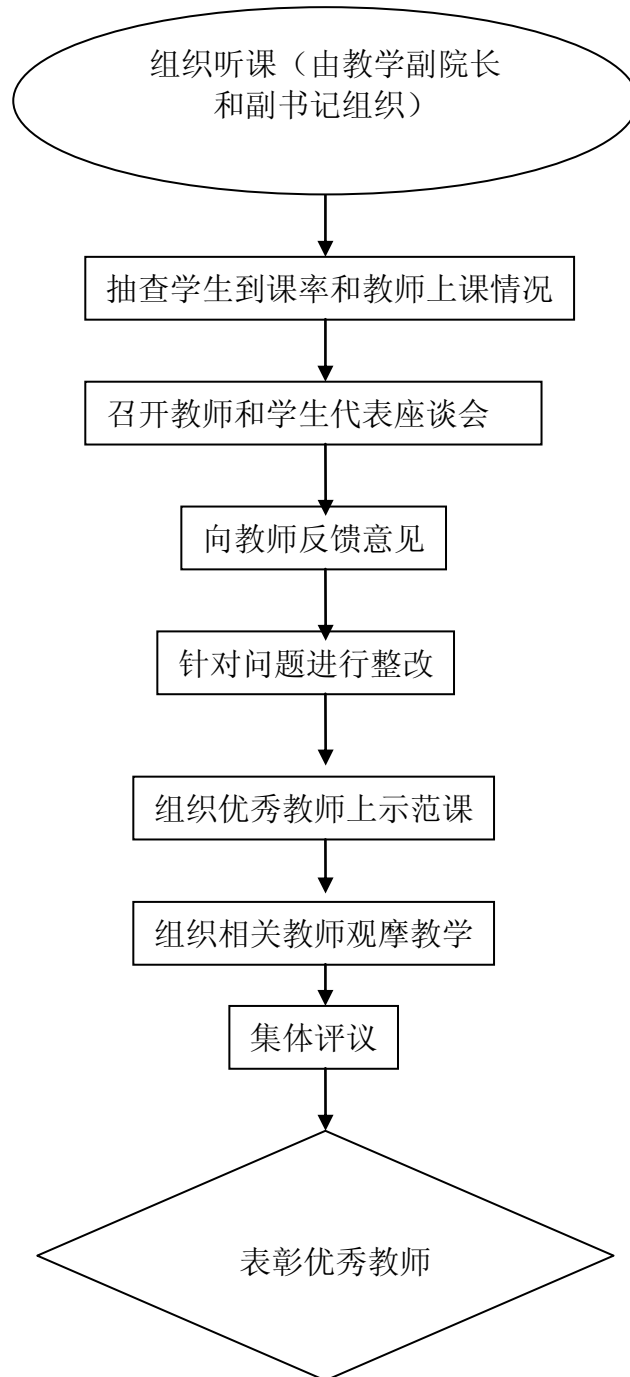 组织听课（由教学副院长
和副书记组织）
抽查学生到课率和教师上课情况
召开教师和学生代表座谈会
向教师反馈意见
针对问题进行整改
组织优秀教师上示范课
组织相关教师观摩教学
集体评议
表彰优秀教师